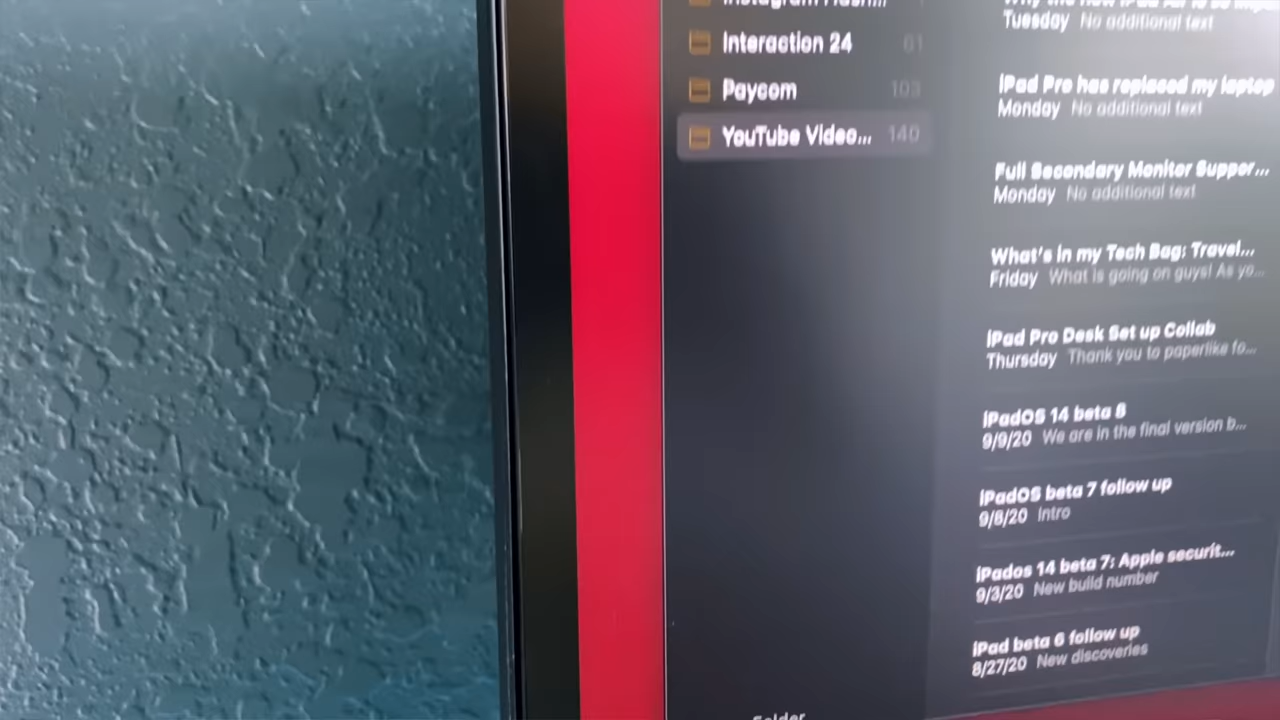 Interaction 24 61
Paycom 103
YouTube Video... 140
Tuesday No additional text
iPad Pro has replaced my laptop
Monday No additional text
Full Secondary Monitor Suppor...
Monday No additional text
What's in my Tech Bag: Travel...
Friday What is going on guys! As yo...
iPad Pro Desk Set up Collab
Thursday Thank you to paperlike fo...
iPadOS 14 beta 8
9/9/20 We are in the final version b...
iPadOS beta 7 follow up
9/8/20 Intro
iPados 14 beta 7: Apple securit...
9/3/20 New build number
iPad beta 6 follow up
8/27/20 New discoveries
Folder